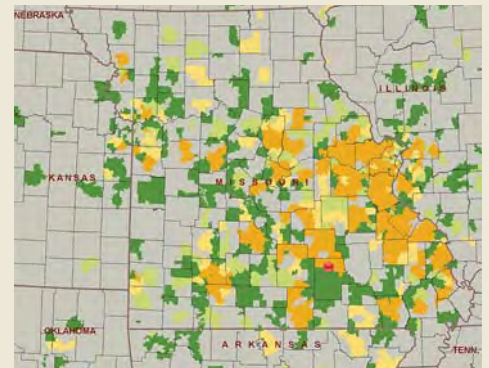 NEBRASKA
ILLINOIS
KANSAS
MISSOURI
OKLAHOMA
ARKANSAS
TENN.